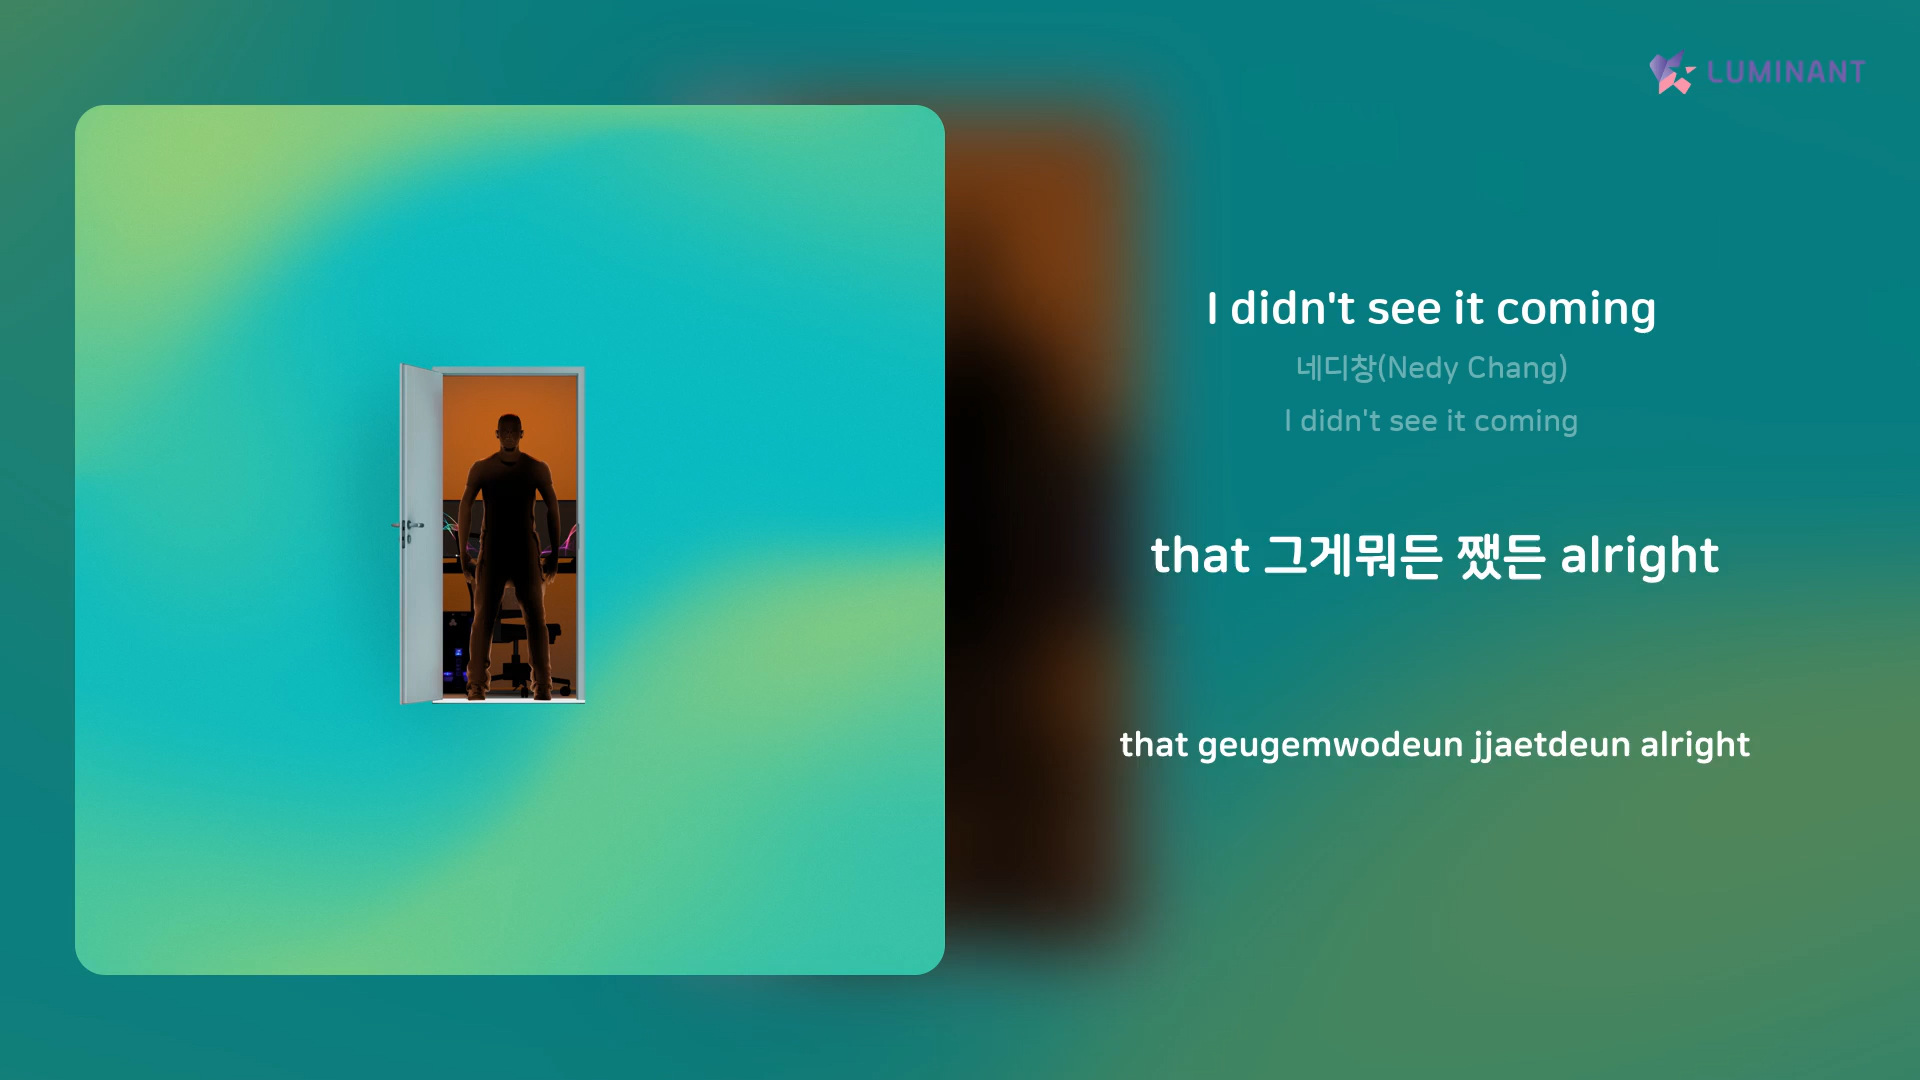 LUMINANT
I didn't see it coming
네디창(Nedy Chang)
I didn't see it coming
that 그게뭐든 쨌든 alright
that geugemwodeun jjaetdeun alright